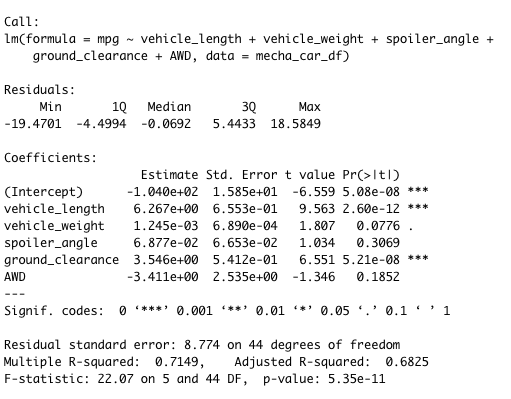 Call:
lm(formula = mpg ~ vehicle_length + vehicle_weight + spoiler_angle +
    ground_clearance + AWD, data = mecha_car_df)

Residuals:
     Min       1Q   Median       3Q      Max
-19.4701  -4.4994  -0.0692   5.4433  18.5849

Coefficients:
                   Estimate Std. Error t value Pr(>|t|)
(Intercept)      -1.040e+02  1.585e+01  -6.559 5.08e-08 ***
vehicle_length    6.267e+00  6.553e-01   9.563 2.60e-12 ***
vehicle_weight    1.245e-03  6.890e-04   1.807   0.0776 .
spoiler_angle     6.877e-02  6.653e-02   1.034   0.3069
ground_clearance  3.546e+00  5.412e-01   6.551 5.21e-08 ***
AWD              -3.411e+00  2.535e+00  -1.346   0.1852
---
Signif. codes:  0 ‘***’ 0.001 ‘**’ 0.01 ‘*’ 0.05 ‘.’ 0.1 ‘ ’ 1

Residual standard error: 8.774 on 44 degrees of freedom
Multiple R-squared:  0.7149,    Adjusted R-squared:  0.6825
F-statistic: 22.07 on 5 and 44 DF,  p-value: 5.35e-11